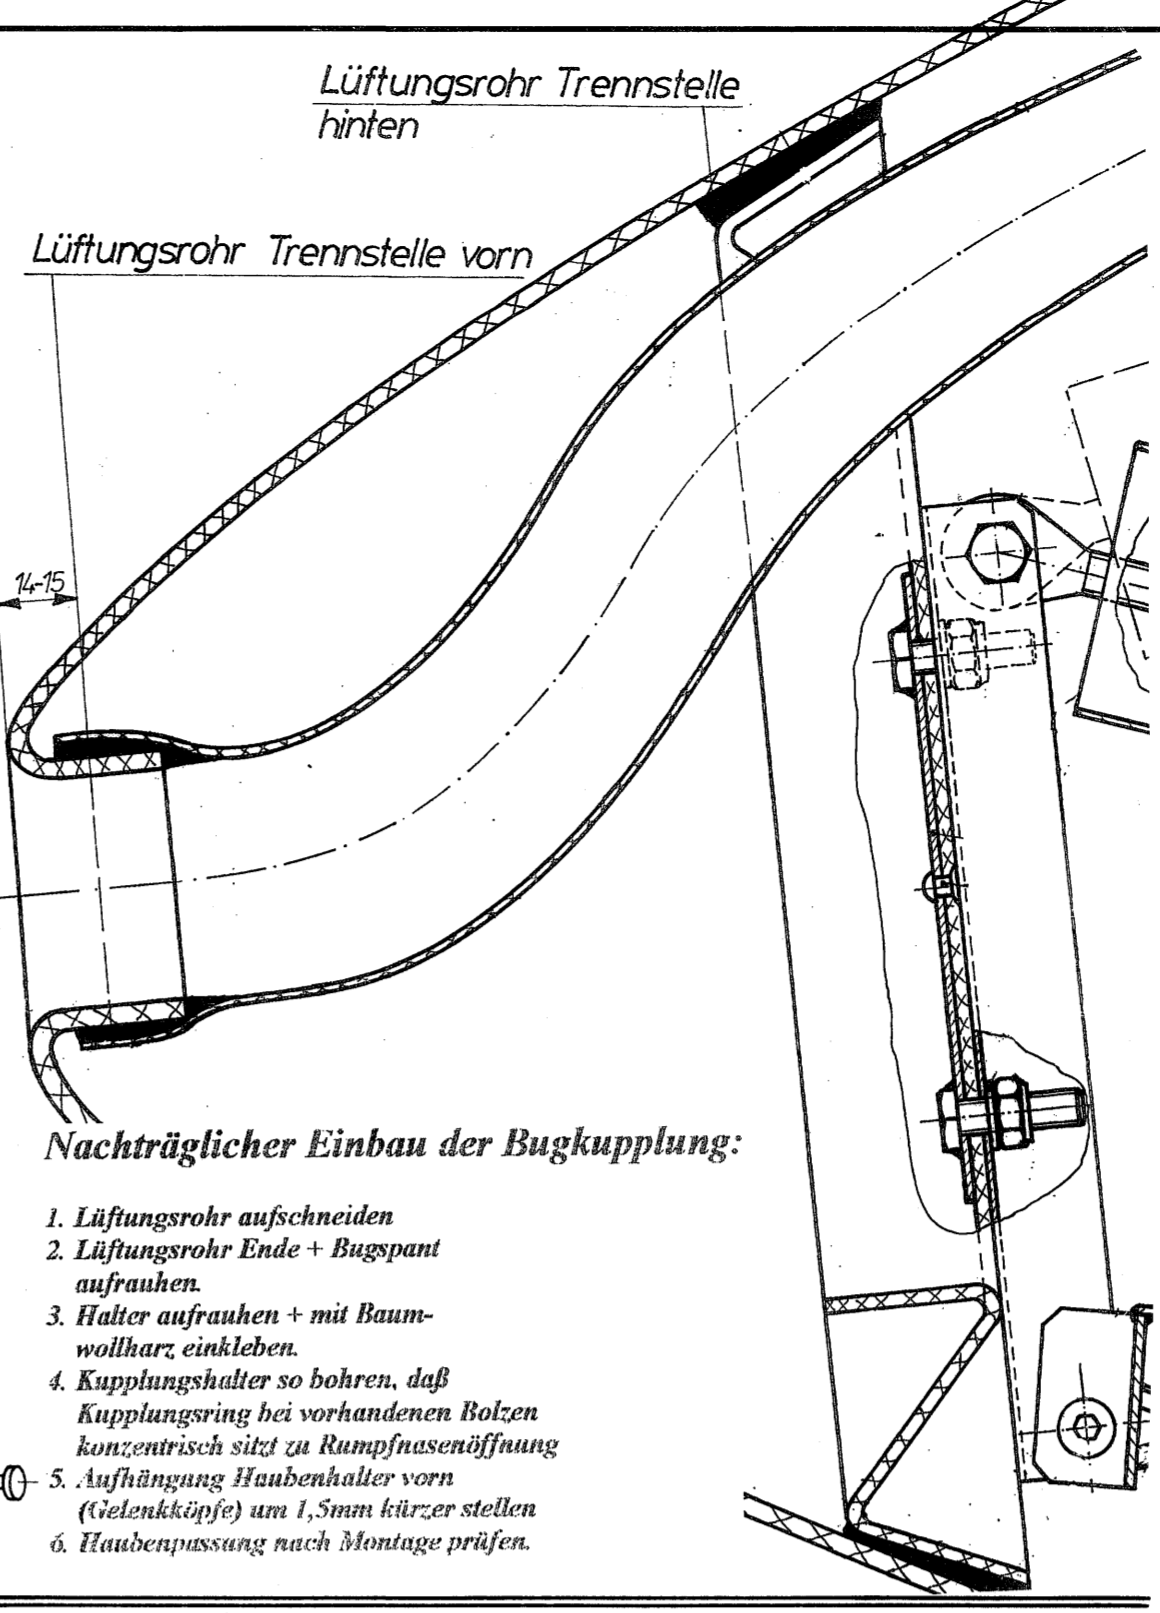 Lüftungsrohr Trennstelle
hinten
Lüftungsrohr Trennstelle vorn
14-15
Nachträglicher Einbau der Bugkupplung:
1. Lüftungsrohr aufschneiden
2. Lüftungsrohr Ende + Bugspant
aufrauhen.
3. Halter aufrauhen + mit Baum-
wollharz einkleben.
4. Kupplungshalter so bohren, daß
Kupplungsring bei vorhandenen Bolzen
konzentrisch sitzt zu Rumpfnasenöffnung
5. Aufhängung Haubenhalter vorn
(Gelenkköpfe) um 1,5mm kürzer stellen
6. Haubenpassung nach Montage prüfen.